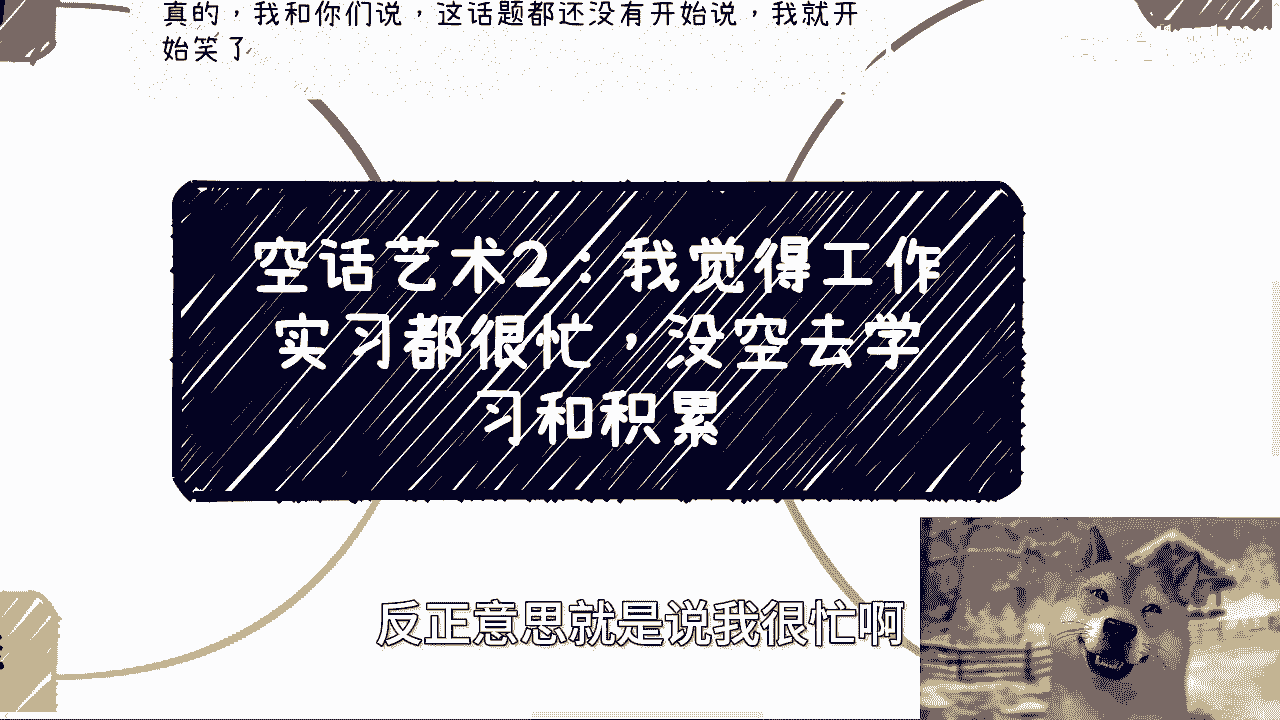 真的，我和你们说，这话题都还没有开始说，我就开
始笑了
空话艺术2：我觉得工作
实习都很忙，没空去学
习和积累
反正意思就是说我很忙啊